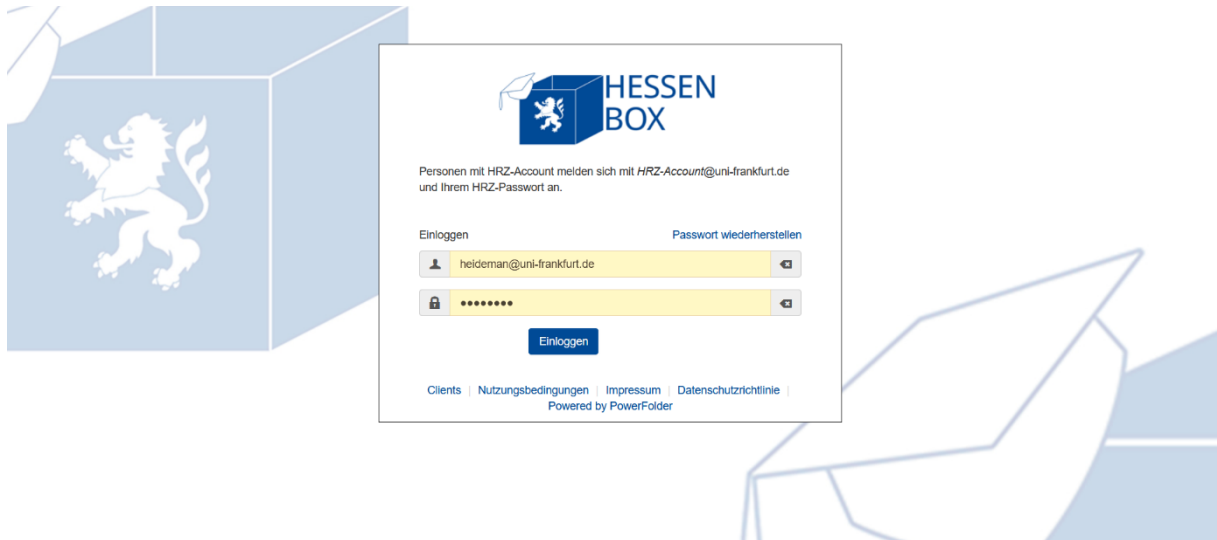 HESSEN
BOX
Personen mit HRZ-Account melden sich mit HRZ-Account@uni-frankfurt.de
und Ihrem HRZ-Passwort an.
Einloggen Passwort wiederherstellen
heideman@uni-frankfurt.de
••••••••
Einloggen
Clients | Nutzungsbedingungen | Impressum | Datenschutzrichtlinie |
Powered by PowerFolder